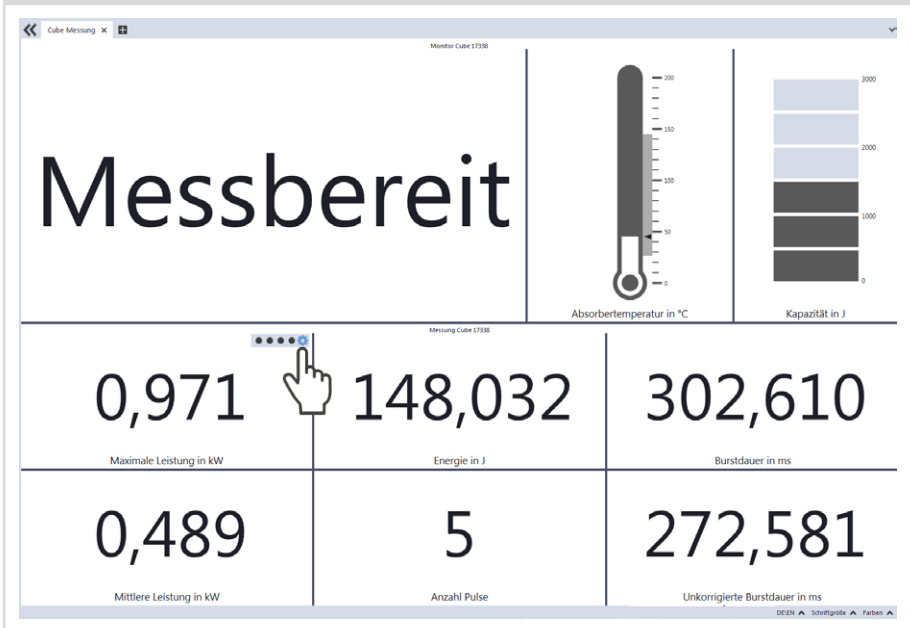 Cube Messung
Monitor Cube 17338
Messbereit
200
150
100
50
0
Absorbertemperatur in °C
3000
2000
1000
0
Kapazität in J
Messung Cube 17338
0,971
Maximale Leistung in kW
148,032
Energie in J
302,610
Burstdauer in ms
0,489
Mittlere Leistung in kW
5
Anzahl Pulse
272,581
Unkorrigierte Burstdauer in ms
DE\EN Schriftgröße Farben